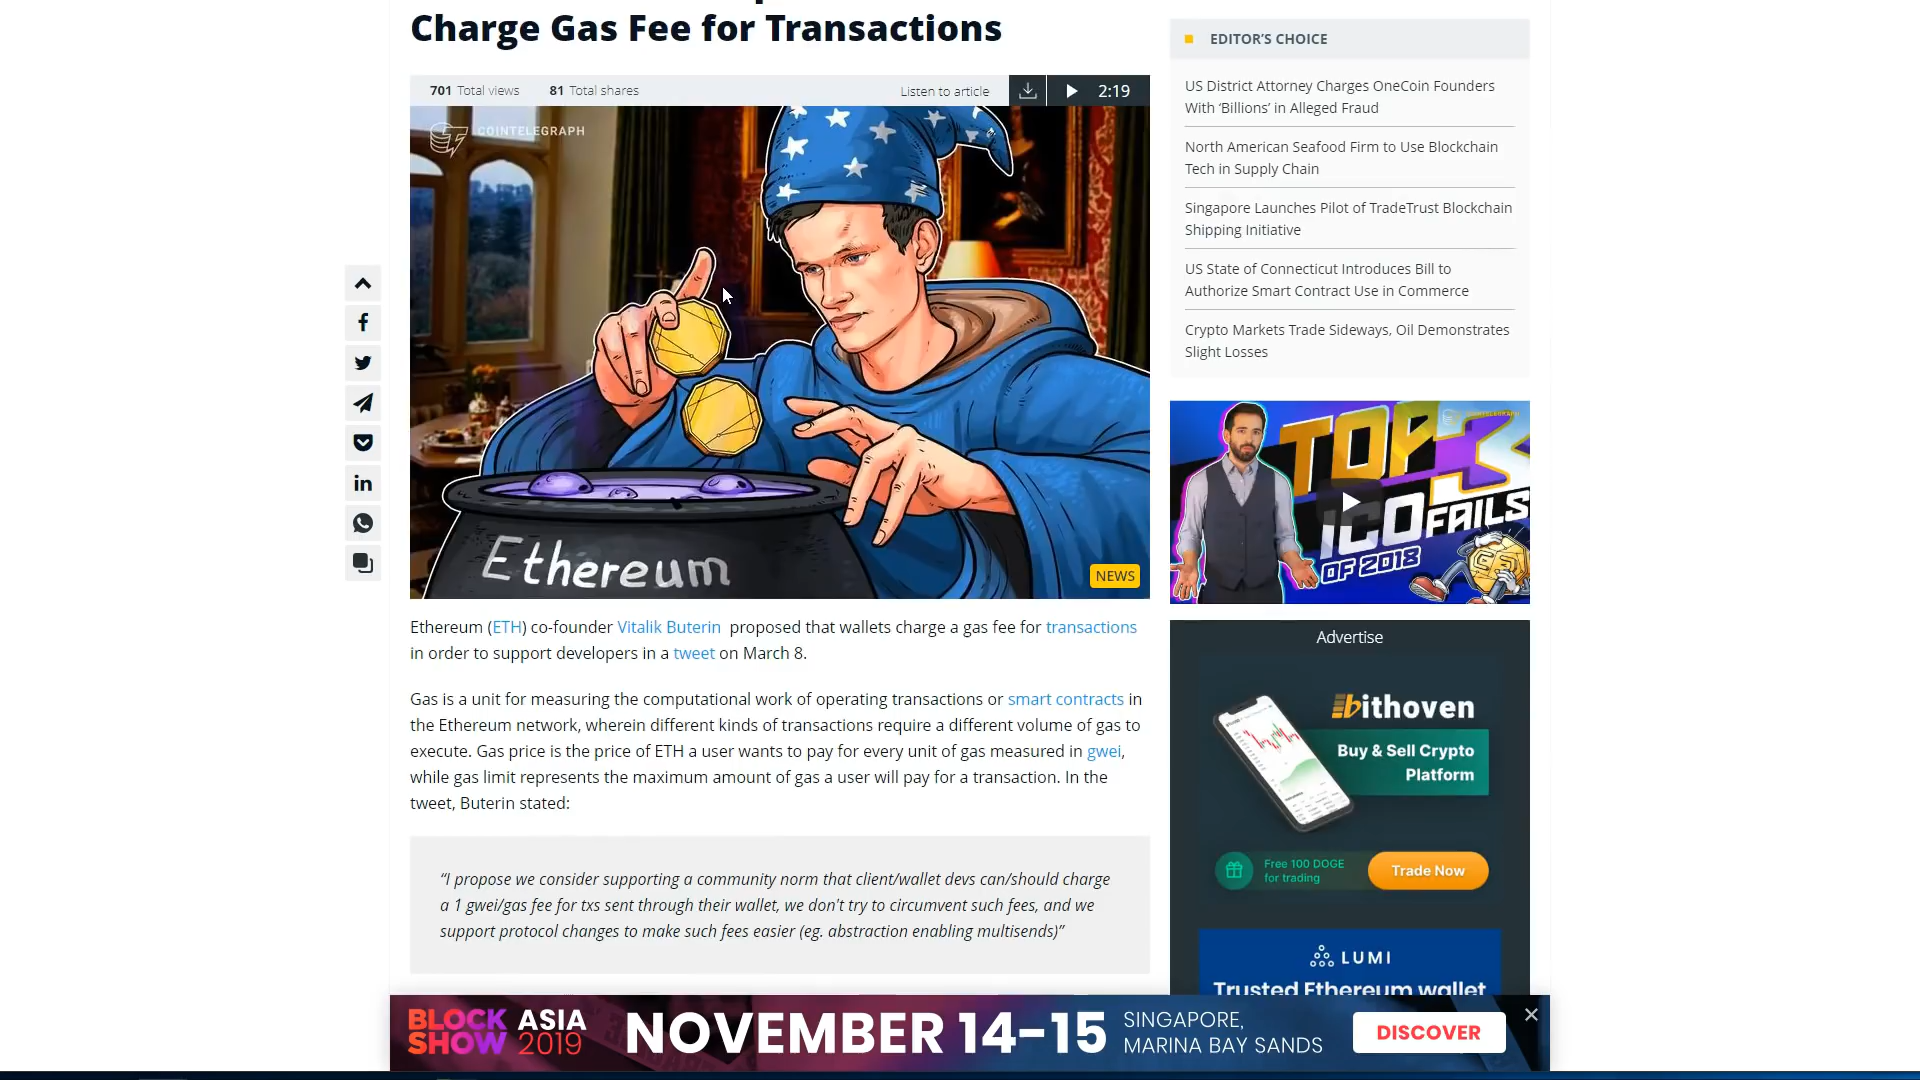 Charge Gas Fee for Transactions
701 Total views 81 Total shares Listen to article 2:19
COINTELEGRAPH
Ethereum
NEWS
Ethereum (ETH) co-founder Vitalik Buterin proposed that wallets charge a gas fee for transactions
in order to support developers in a tweet on March 8.
Gas is a unit for measuring the computational work of operating transactions or smart contracts in
the Ethereum network, wherein different kinds of transactions require a different volume of gas to
execute. Gas price is the price of ETH a user wants to pay for every unit of gas measured in gwei,
while gas limit represents the maximum amount of gas a user will pay for a transaction. In the
tweet, Buterin stated:
“I propose we consider supporting a community norm that client/wallet devs can/should charge
a 1 gwei/gas fee for txs sent through their wallet, we don't try to circumvent such fees, and we
support protocol changes to make such fees easier (eg. abstraction enabling multisends)”
EDITOR’S CHOICE
US District Attorney Charges OneCoin Founders
With ‘Billions’ in Alleged Fraud
North American Seafood Firm to Use Blockchain
Tech in Supply Chain
Singapore Launches Pilot of TradeTrust Blockchain
Shipping Initiative
US State of Connecticut Introduces Bill to
Authorize Smart Contract Use in Commerce
Crypto Markets Trade Sideways, Oil Demonstrates
Slight Losses
TOP 3
ICO FAILS
OF 2018
Advertise
bithoven
Buy & Sell Crypto
Platform
Free 100 DOGE
for trading
Trade Now
LUMI
Trusted Ethereum wallet
BLOCK
SHOW
ASIA
2019
NOVEMBER 14-15
SINGAPORE,
MARINA BAY SANDS
DISCOVER